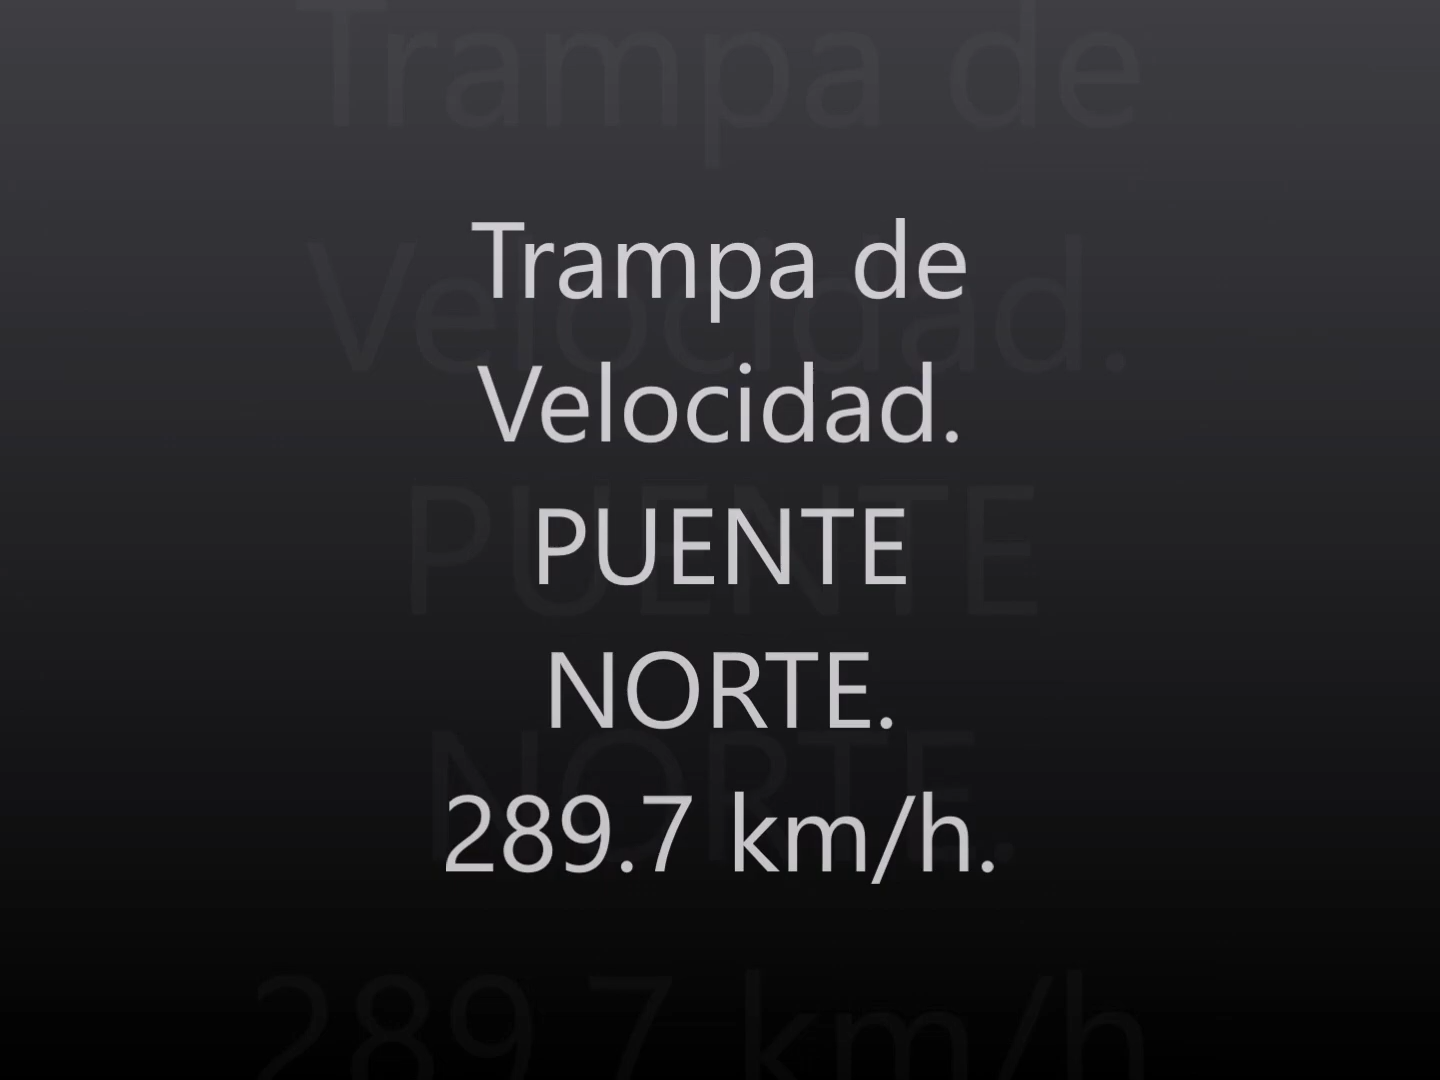 Trampa de
Velocidad.
PUENTE
NORTE.
289.7 km/h.